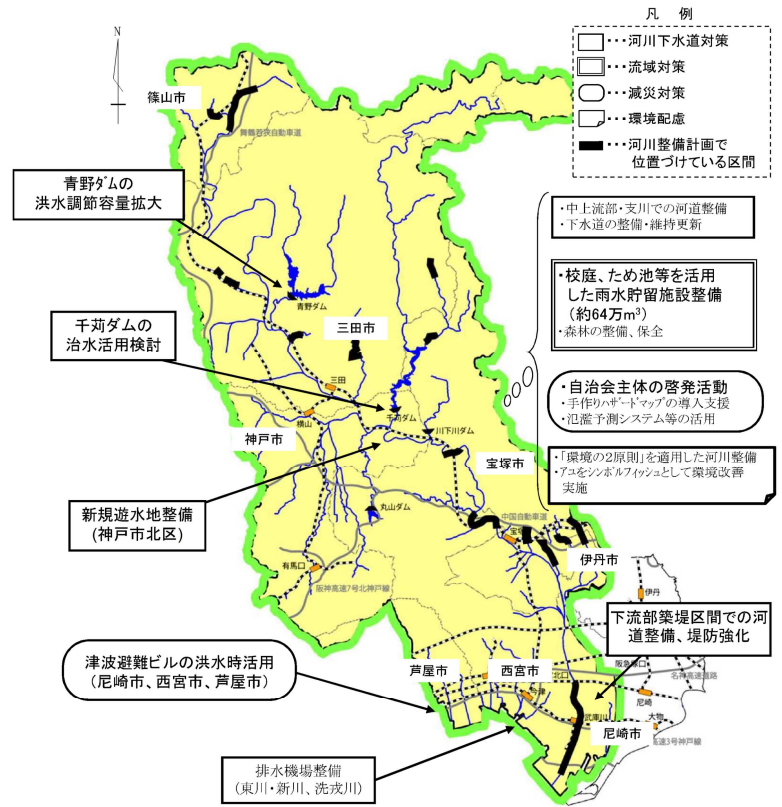 凡 例
・・・河川下水道対策
・・・流域対策
・・・減災対策
・・・環境配慮
・・・河川整備計画で
位置づけている区間
N
篠山市
舞鶴若狭自動車道
青野ダムの
洪水調節容量拡大
青野ダム
千苅ダムの
治水活用検討
三田市
三田
横山
千苅ダム
川下川ダム
神戸市
宝塚市
新規遊水地整備
(神戸市北区)
丸山ダム
中国自動車道
有馬口
阪神高速7号北神戸線
伊丹市
伊丹
・中上流部・支川での河道整備
・下水道の整備・維持更新
・校庭、ため池等を活用
した雨水貯留施設整備
(約64万m³)
・森林の整備、保全
・自治会主体の啓発活動
・手作りハザードマップの導入支援
・氾濫予測システム等の活用
・「環境の2原則」を適用した河川整備
・アユをシンボルフィッシュとして環境改善
実施
下流部築堤区間での河
道整備、堤防強化
津波避難ビルの洪水時活用
(尼崎市、西宮市、芦屋市)
芦屋市
西宮市
北口
阪急塚口
名神高速道路
今津
武庫川
尼崎
大物
尼崎市
高速3号神戸線
排水機場整備
(東川・新川、洗戎川)